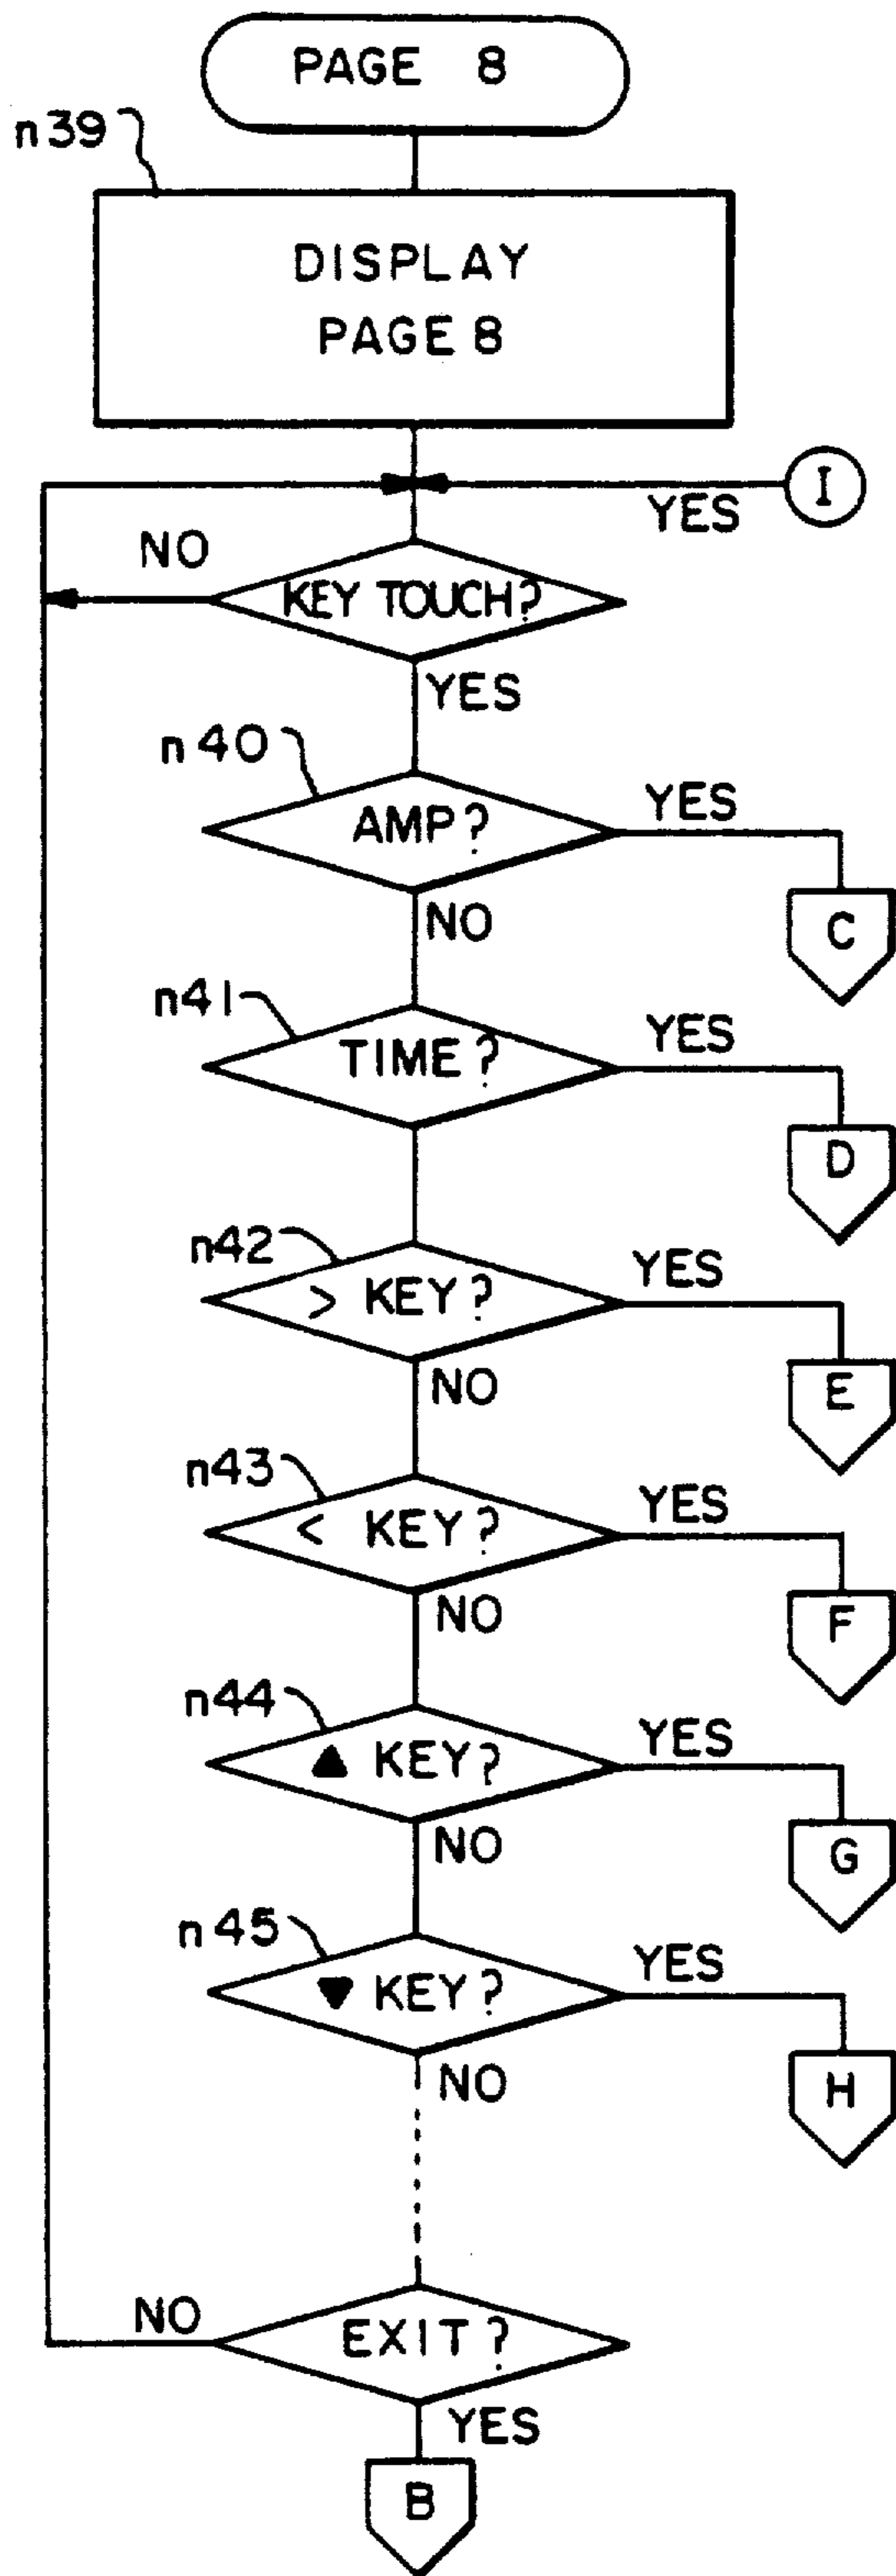 PAGE 8
n39
DISPLAY
PAGE 8
I
YES
NO
KEY TOUCH?
YES
n40
AMP?
YES
C
NO
n41
TIME?
YES
D
n42
> KEY?
YES
E
NO
n43
< KEY?
YES
F
NO
n44
▲ KEY?
YES
G
NO
n45
▼ KEY?
YES
H
NO
NO
EXIT?
YES
B